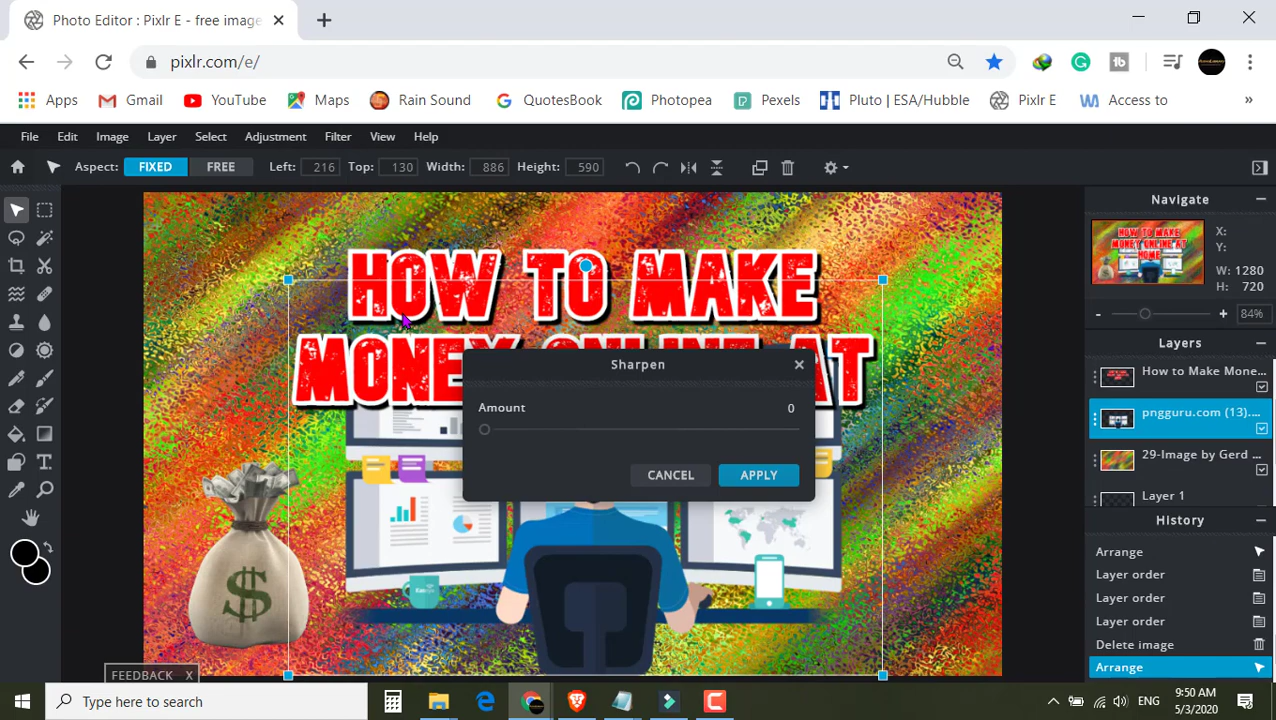 Photo Editor : Pixlr E - free image
pixlr.com/e/
Apps
Gmail
YouTube
Maps
Rain Sound
QuotesBook
Photopea
Pexels
Pluto | ESA/Hubble
Pixlr E
Access to
»
File Edit Image Layer Select Adjustment Filter View Help
Aspect: FIXED FREE Left: 216 Top: 130 Width: 886 Height: 590
Navigate
X:
Y:
W: 1280
H: 720
- + 84%
HOW TO MAKE
MONEY ONLINE AT
Sharpen
Amount 0
CANCEL APPLY
$
Layers
How to Make Mone...
pngguru.com (13)....
29-Image by Gerd ...
Layer 1
History
Arrange
Layer order
Layer order
Layer order
Delete image
Arrange
FEEDBACK X
Type here to search
ENG
9:50 AM
5/3/2020